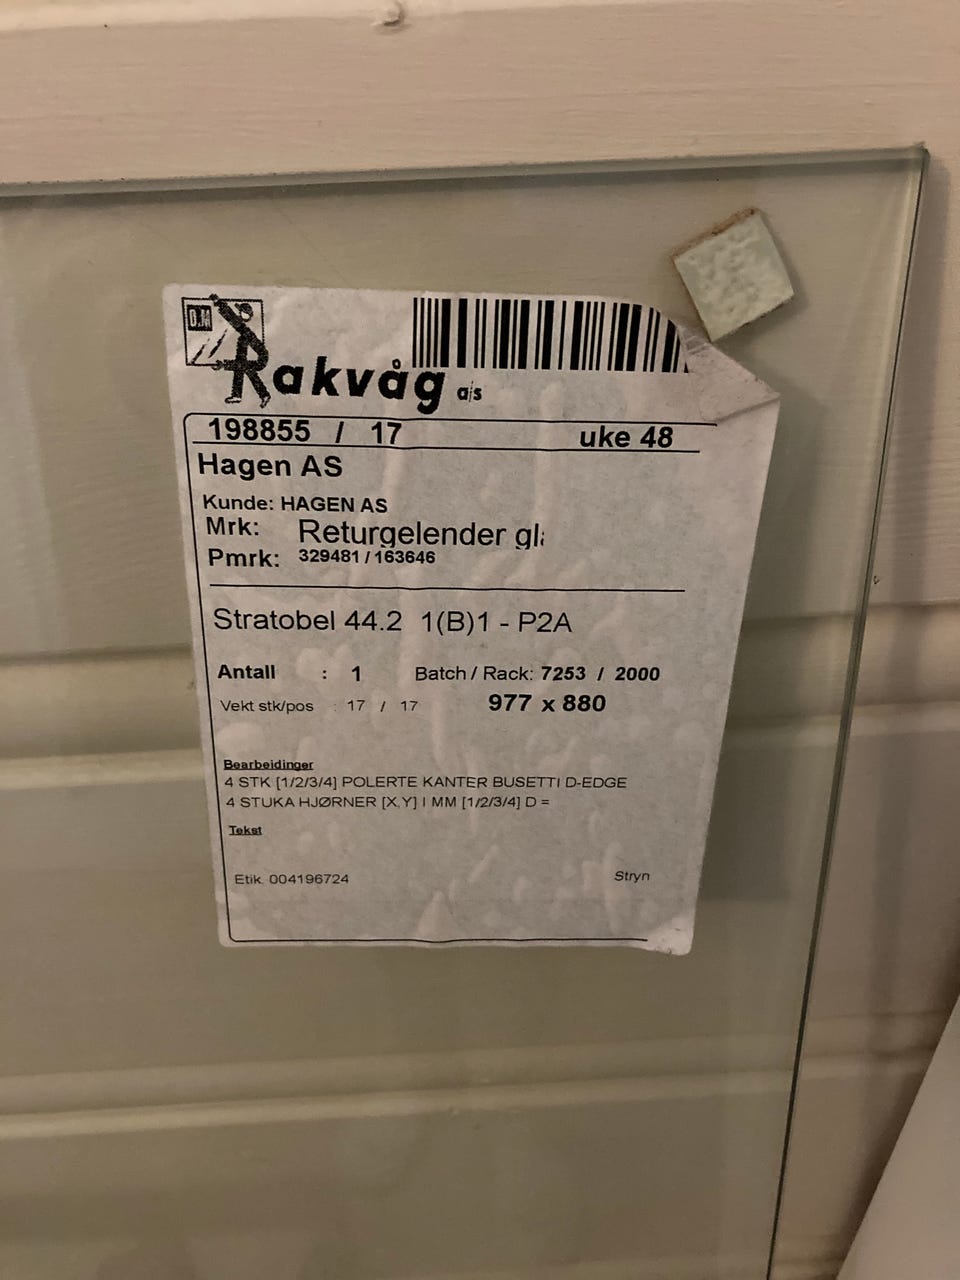 D.M
Rakvåg a/s
198855 / 17 uke 48
Hagen AS
Kunde: HAGEN AS
Mrk: Returgelender
Pmrk: 329481 / 163646
Stratobel 44.2 1(B)1 - P2A
Antall : 1 Batch / Rack: 7253 / 2000
Vekt stk/pos : 17 / 17 977 x 880
Bearbeidinger
4 STK [1/2/3/4] POLERTE KANTER BUSETTI D-EDGE
4 STUKA HJØRNER [X,Y] I MM [1/2/3/4] D =
Tekst
Etik. 004196724 Stryn